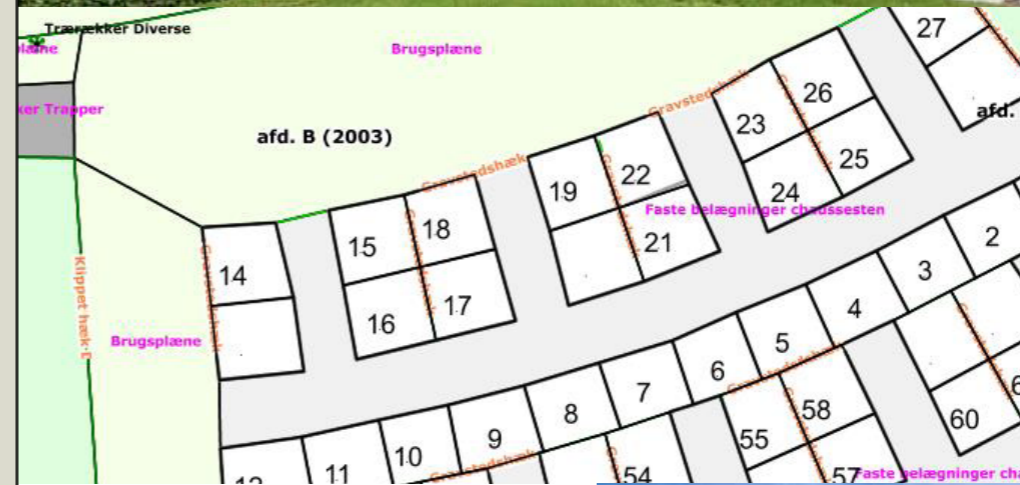 Trærækker Diverse
Brugsplæne
27
ker Trapper
afd. B (2003)
Gravstedshæk
26
23
afd.
25
24
22
19
Gravstedshæk
18
15
Faste belægninger chaussesten
21
14
17
16
Klippet hæk-
Brugsplæne
2
3
4
5
6
7
8
9
10
11
Gravstedshæk
58
55
60
54
57
Gravstedshæk
Faste belægninger cha